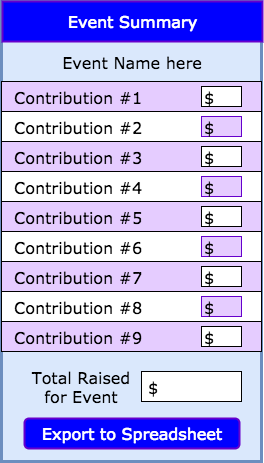 Event Summary
Event Name here
Contribution #1 $
Contribution #2 $
Contribution #3 $
Contribution #4 $
Contribution #5 $
Contribution #6 $
Contribution #7 $
Contribution #8 $
Contribution #9 $
Total Raised
for Event $
Export to Spreadsheet